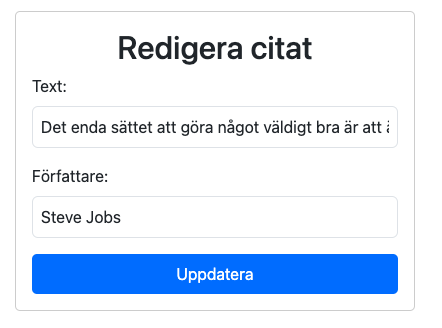 Redigera citat
Text:
Det enda sättet att göra något väldigt bra är att
Författare:
Steve Jobs
Uppdatera